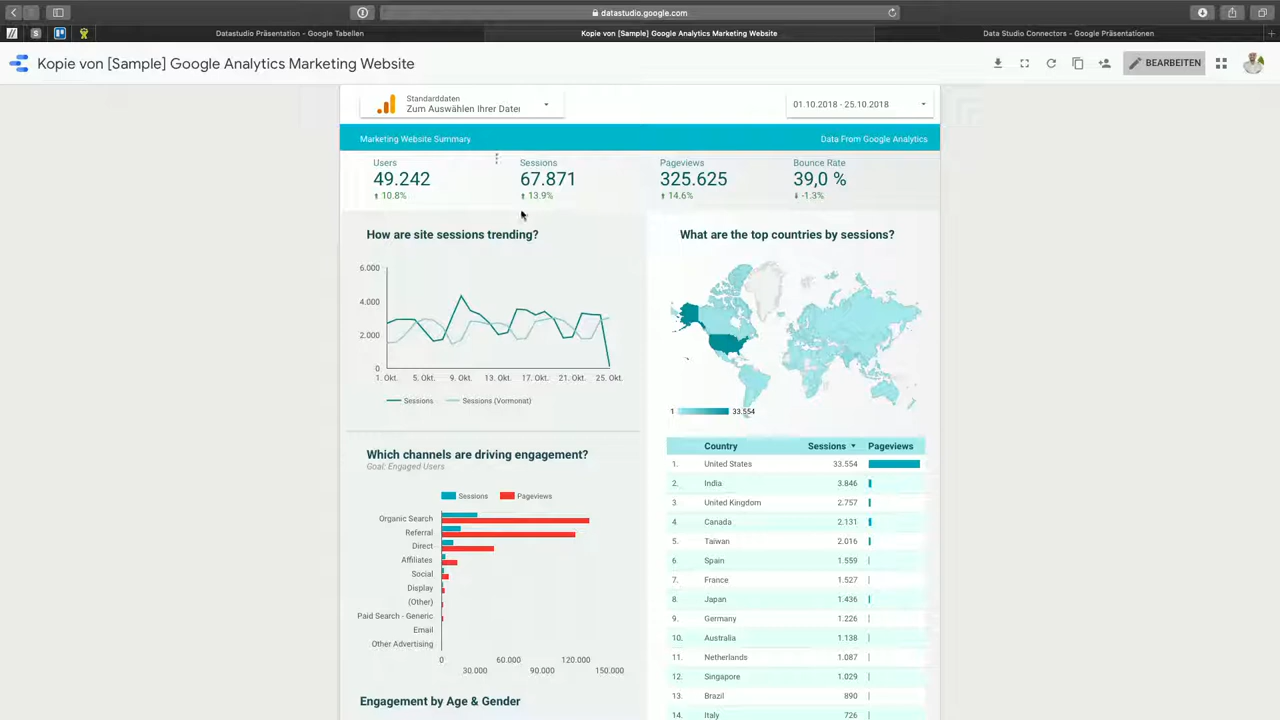 datastudio.google.com
Datastudio Präsentation - Google Tabellen
Kopie von [Sample] Google Analytics Marketing Website
Data Studio Connectors - Google Präsentationen
Kopie von [Sample] Google Analytics Marketing Website
BEARBEITEN
Standarddaten
Zum Auswählen Ihrer Daten
01.10.2018 - 25.10.2018
Marketing Website Summary
Data From Google Analytics
Users
49.242
10.8%
Sessions
67.871
13.9%
Pageviews
325.625
14.6%
Bounce Rate
39,0 %
-1.3%
How are site sessions trending?
6.000
4.000
2.000
0
1. Okt.
5. Okt.
9. Okt.
13. Okt.
17. Okt.
21. Okt.
25. Okt.
Sessions
Sessions (Vormonat)
Which channels are driving engagement?
Goal: Engaged Users
Sessions
Pageviews
Organic Search
Referral
Direct
Affiliates
Social
Display
(Other)
Paid Search - Generic
Email
Other Advertising
0
30.000
60.000
90.000
120.000
150.000
Engagement by Age & Gender
What are the top countries by sessions?
1
33.554
Country Sessions Pageviews
1. United States 33.554
2. India 3.846
3. United Kingdom 2.757
4. Canada 2.131
5. Taiwan 2.016
6. Spain 1.559
7. France 1.527
8. Japan 1.436
9. Germany 1.226
10. Australia 1.138
11. Netherlands 1.087
12. Singapore 1.029
13. Brazil 890
14. Italy 726